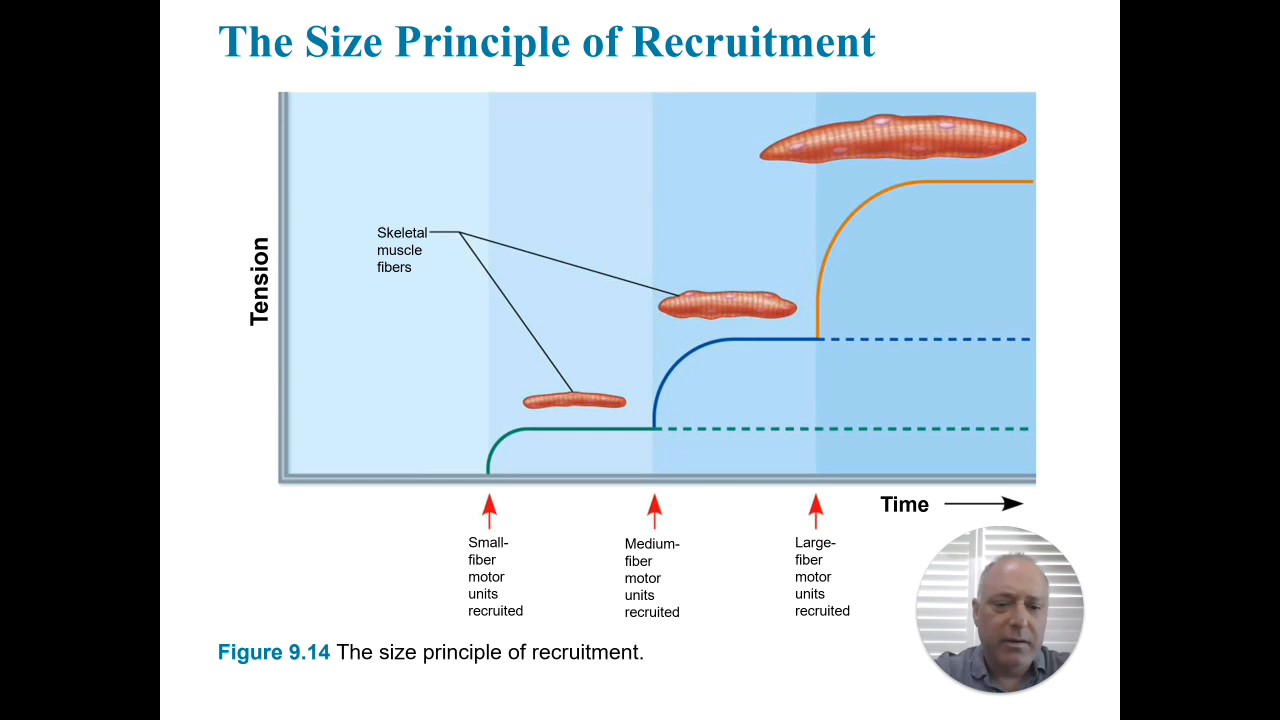 The Size Principle of Recruitment
Tension
Skeletal
muscle
fibers
Time
Small-
fiber
motor
units
recruited
Medium-
fiber
motor
units
recruited
Large-
fiber
motor
units
recruited
Figure 9.14 The size principle of recruitment.